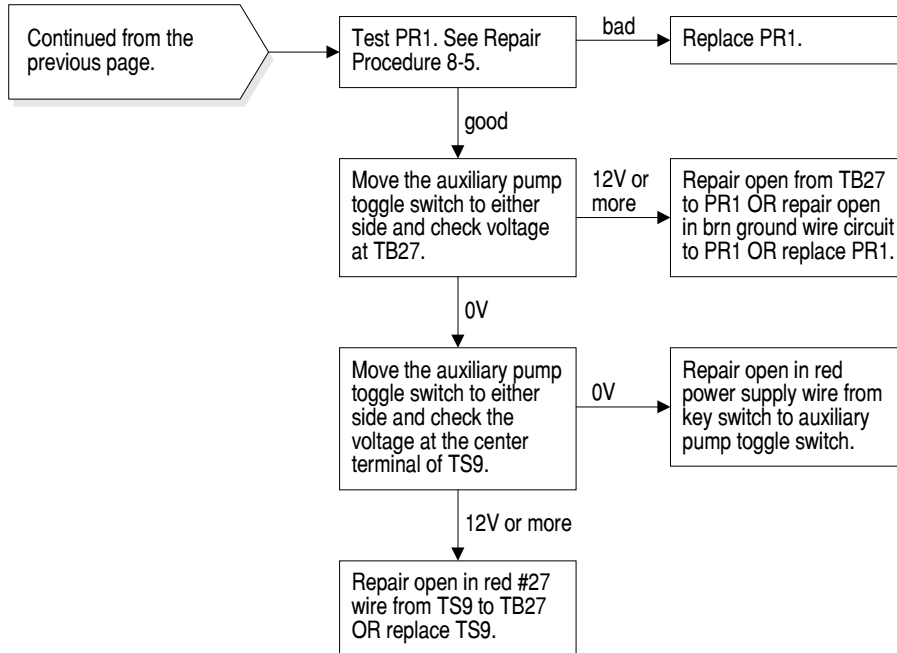 Continued from the
previous page.
Test PR1. See Repair
Procedure 8-5.
bad
Replace PR1.
good
Move the auxiliary pump
toggle switch to either
side and check voltage
at TB27.
12V or
more
Repair open from TB27
to PR1 OR repair open
in brn ground wire circuit
to PR1 OR replace PR1.
0V
Move the auxiliary pump
toggle switch to either
side and check the
voltage at the center
terminal of TS9.
0V
Repair open in red
power supply wire from
key switch to auxiliary
pump toggle switch.
12V or more
Repair open in red #27
wire from TS9 to TB27
OR replace TS9.